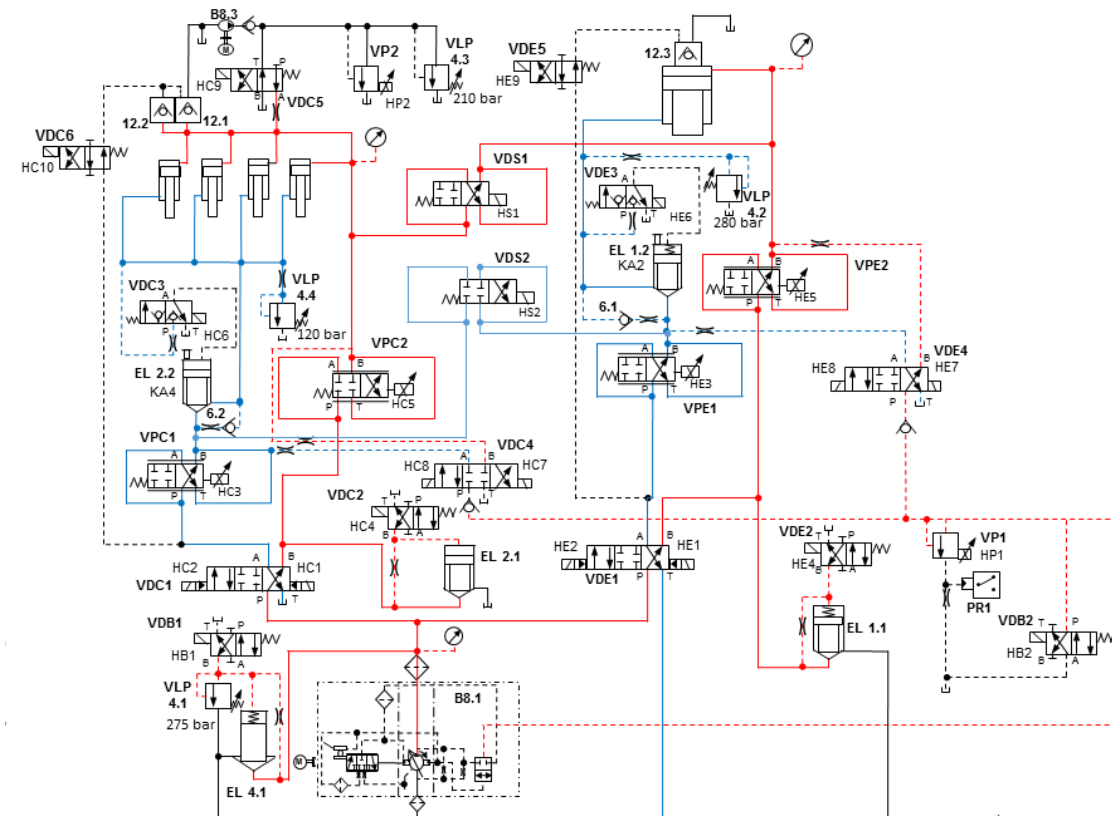 B8.3
M
T P
HC9
B A
VDC5
VP2
HP2
VLP
4.3
210 bar
VDE5
HE9
12.3
12.2
12.1
VDC6
HC10
VDS1
HS1
VDE3
A
P T
HE6
VLP
4.2
280 bar
EL 1.2
KA2
VDS2
HS2
VPE2
A B
P T
HE5
VDC3
A
P T
HC6
VLP
4.4
120 bar
EL 2.2
KA4
VPC2
A B
P T
HC5
6.1
A B
P T
HE3
VPE1
VDE4
A B
HE8
HE7
P T
6.2
VPC1
A B
P T
HC3
VDC4
A B
HC8
HC7
P T
VDC2
T P
HC4
B A
EL 2.1
HC2
A B
HC1
VDC1
P T
HE2
A B
HE1
VDE1
P T
VDE2
T P
HE4
B A
EL 1.1
VP1
HP1
PR1
VDB2
T P
HB2
B A
VDB1
T P
HB1
B A
VLP
4.1
275 bar
EL 4.1
B8.1
M